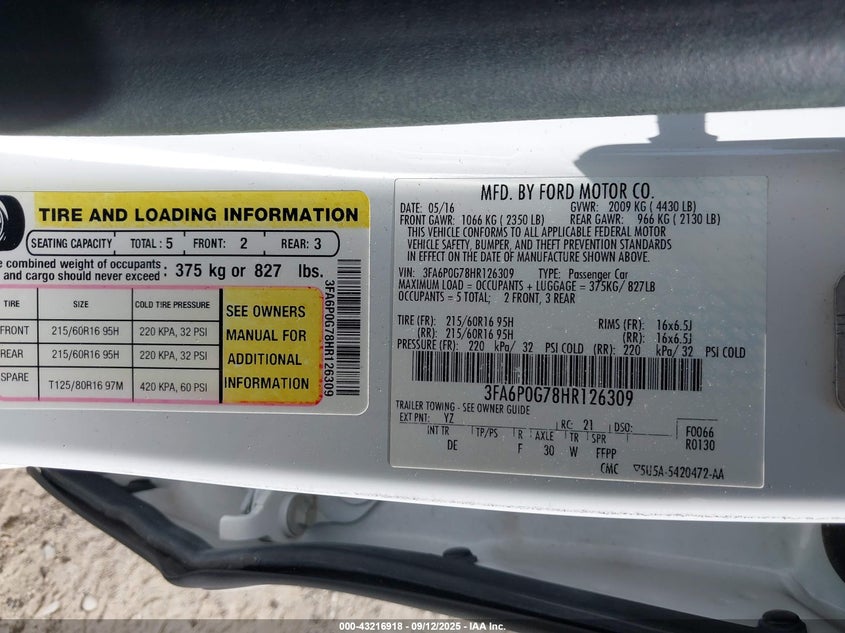 TIRE AND LOADING INFORMATION
SEATING CAPACITY TOTAL : 5 FRONT: 2 REAR: 3
combined weight of occupants
and cargo should never exceed : 375 kg or 827 lbs.
TIRE SIZE COLD TIRE PRESSURE
FRONT 215/60R16 95H 220 KPA, 32 PSI
REAR 215/60R16 95H 220 KPA, 32 PSI
SPARE T125/80R16 97M 420 KPA, 60 PSI
SEE OWNERS
MANUAL FOR
ADDITIONAL
INFORMATION
3FA6P0G78HR126309
MFD. BY FORD MOTOR CO.
DATE: 05/16 GVWR: 2009 KG ( 4430 LB)
FRONT GAWR: 1066 KG ( 2350 LB) REAR GAWR: 966 KG ( 2130 LB)
THIS VEHICLE CONFORMS TO ALL APPLICABLE FEDERAL MOTOR
VEHICLE SAFETY, BUMPER, AND THEFT PREVENTION STANDARDS
IN EFFECT ON THE DATE OF MANUFACTURE SHOWN ABOVE.
VIN: 3FA6P0G78HR126309 TYPE: Passenger Car
MAXIMUM LOAD = OCCUPANTS + LUGGAGE = 375KG/ 827LB
OCCUPANTS = 5 TOTAL; 2 FRONT, 3 REAR
TIRE (FR): 215/60R16 95H RIMS (FR): 16x6.5J
(RR): 215/60R16 95H (RR): 16x6.5J
PRESSURE (FR): 220 kPa/ 32 PSI COLD (RR): 220 kPa/ 32 PSI COLD
3FA6P0G78HR126309
TRAILER TOWING - SEE OWNER GUIDE
EXT PNT: YZ RC: 21 DSO: F0066
INT TR TP/PS R AXLE TR SPR R0130
DE F 30 W FFPP
CMC 5U5A-5420472-AA
000-43216918 - 09/12/2025 - IAA Inc.